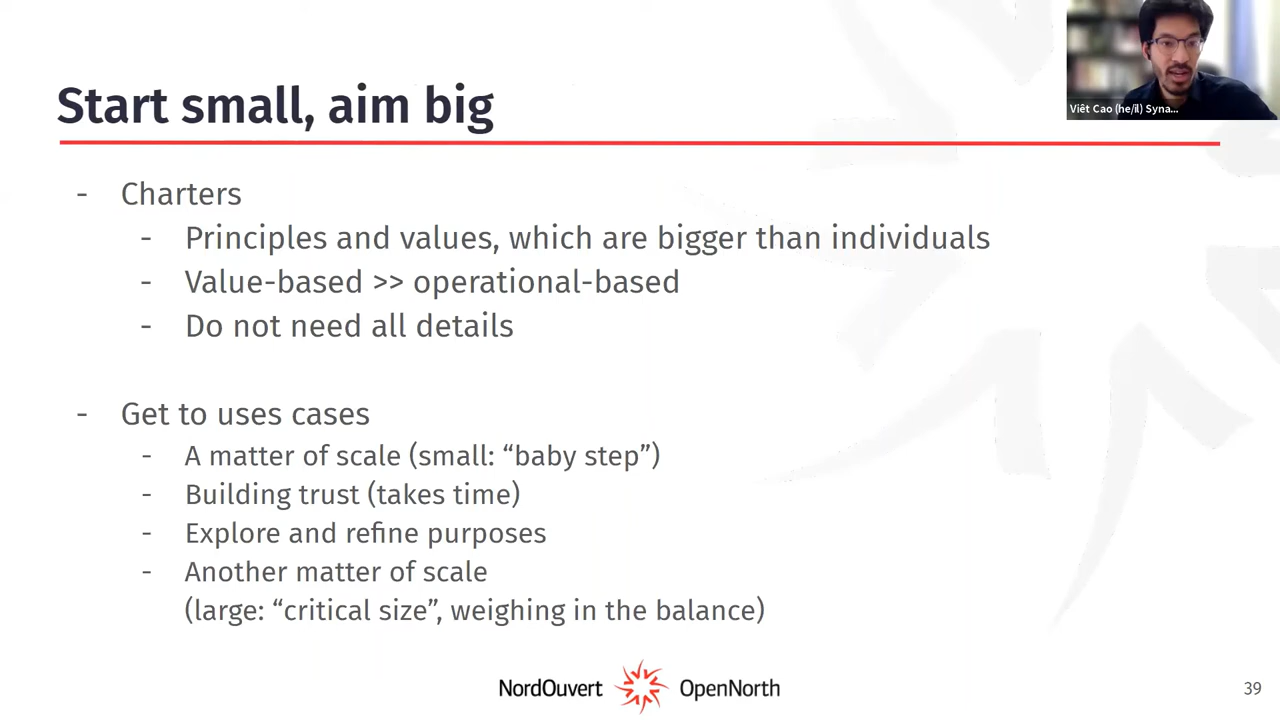 Start small, aim big
Viêt Cao (he/il) Syna...
- Charters
- Principles and values, which are bigger than individuals
- Value-based >> operational-based
- Do not need all details
- Get to uses cases
- A matter of scale (small: “baby step”)
- Building trust (takes time)
- Explore and refine purposes
- Another matter of scale
(large: “critical size”, weighing in the balance)
NordOuvert OpenNorth
39